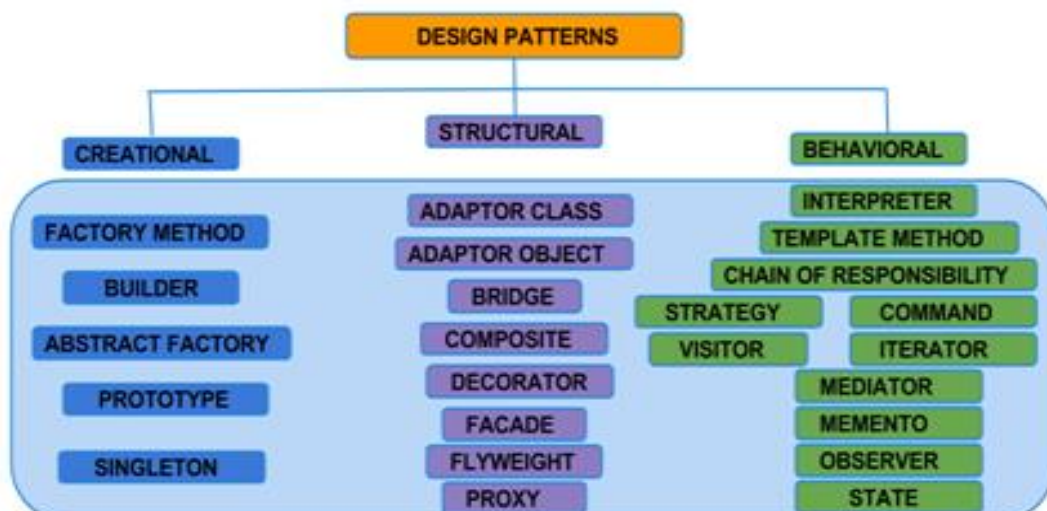 DESIGN PATTERNS
CREATIONAL
STRUCTURAL
BEHAVIORAL
FACTORY METHOD
BUILDER
ABSTRACT FACTORY
PROTOTYPE
SINGLETON
ADAPTOR CLASS
ADAPTOR OBJECT
BRIDGE
COMPOSITE
DECORATOR
FACADE
FLYWEIGHT
PROXY
INTERPRETER
TEMPLATE METHOD
CHAIN OF RESPONSIBILITY
STRATEGY COMMAND
VISITOR ITERATOR
MEDIATOR
MEMENTO
OBSERVER
STATE